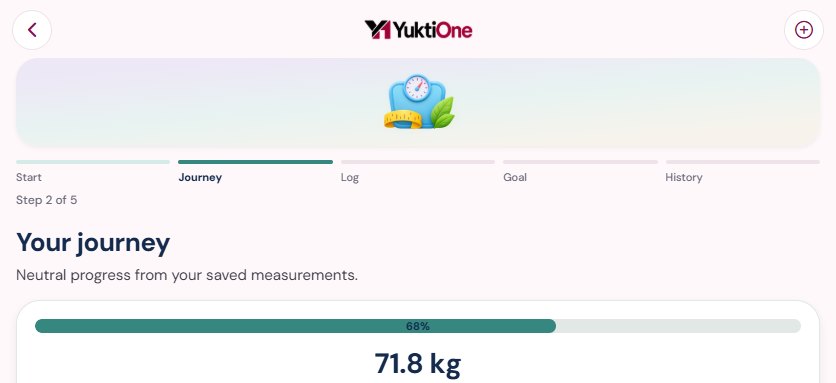 YuktiOne
Start
Journey
Log
Goal
History
Step 2 of 5
Your journey
Neutral progress from your saved measurements.
68%
71.8 kg